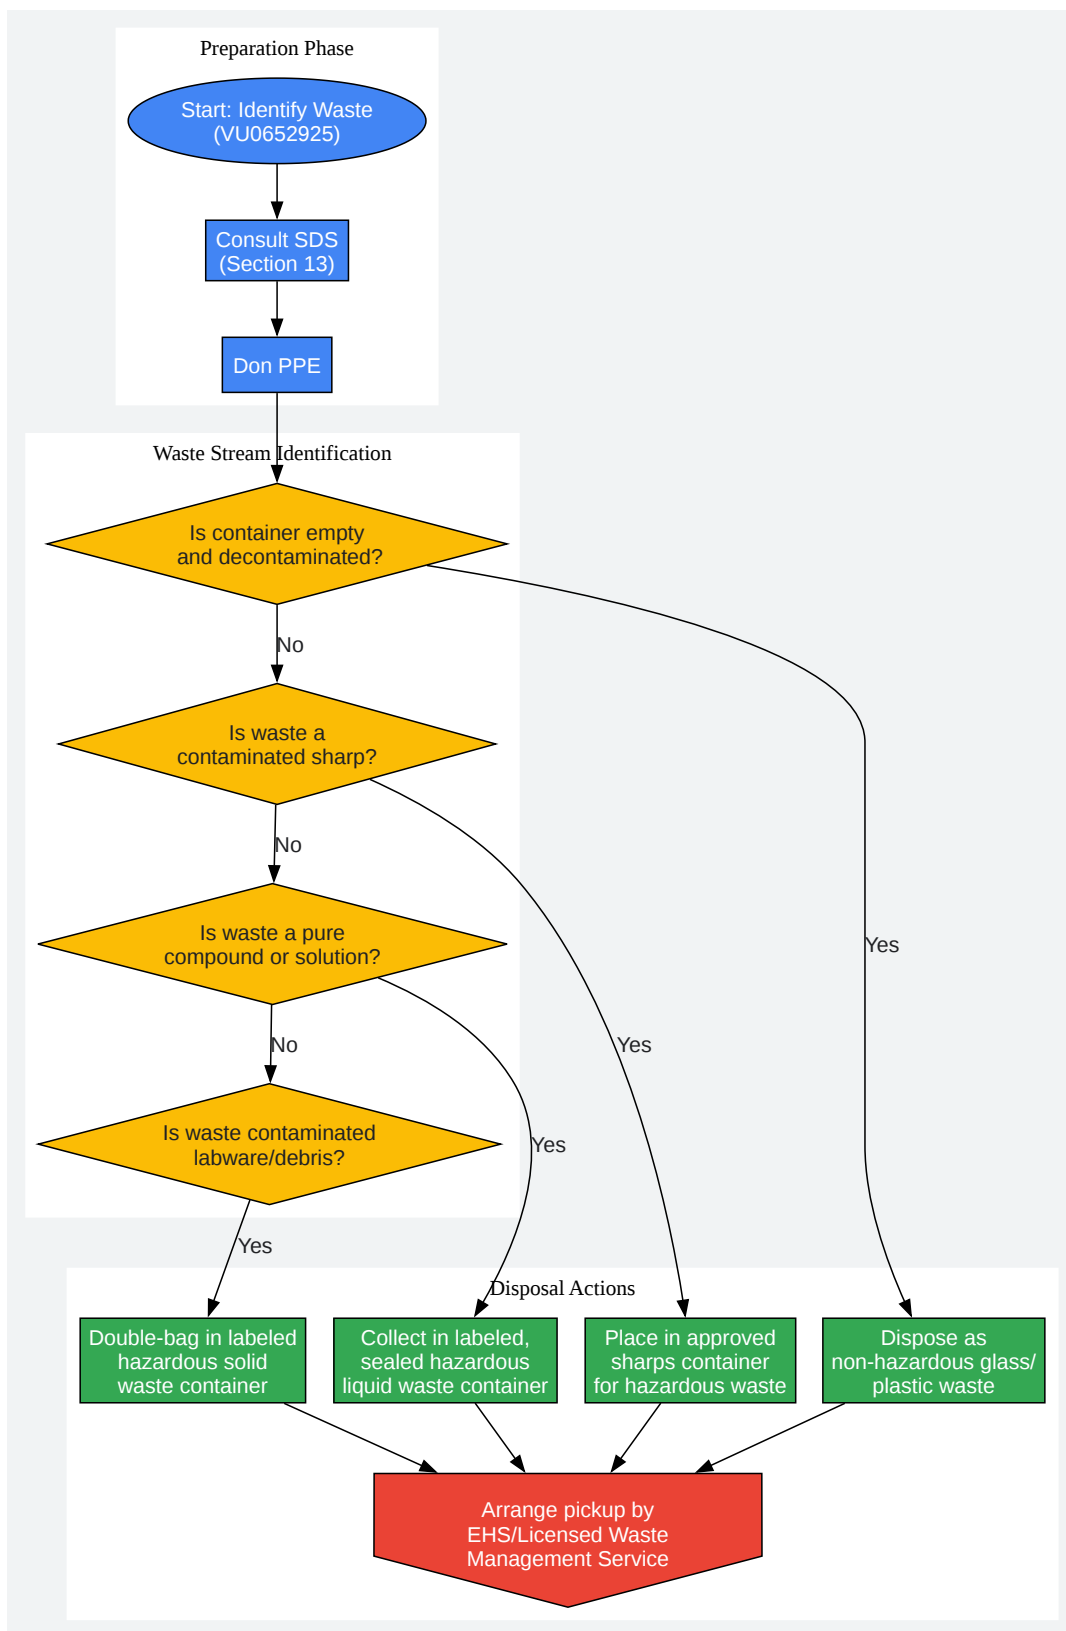 Preparation Phase
Start: Identify Waste
(VU0652925)
Consult SDS
(Section 13)
Don PPE
Waste Stream Identification
Is container empty
and decontaminated?
No
Is waste a
contaminated sharp?
No
Is waste a pure
compound or solution?
Yes
No
Yes
Is waste contaminated
labware/debris?
Yes
Yes
Disposal Actions
Double-bag in labeled
hazardous solid
waste container
Collect in labeled,
sealed hazardous
liquid waste container
Place in approved
sharps container
for hazardous waste
Dispose as
non-hazardous glass/
plastic waste
Arrange pickup by
EHS/Licensed Waste
Management Service